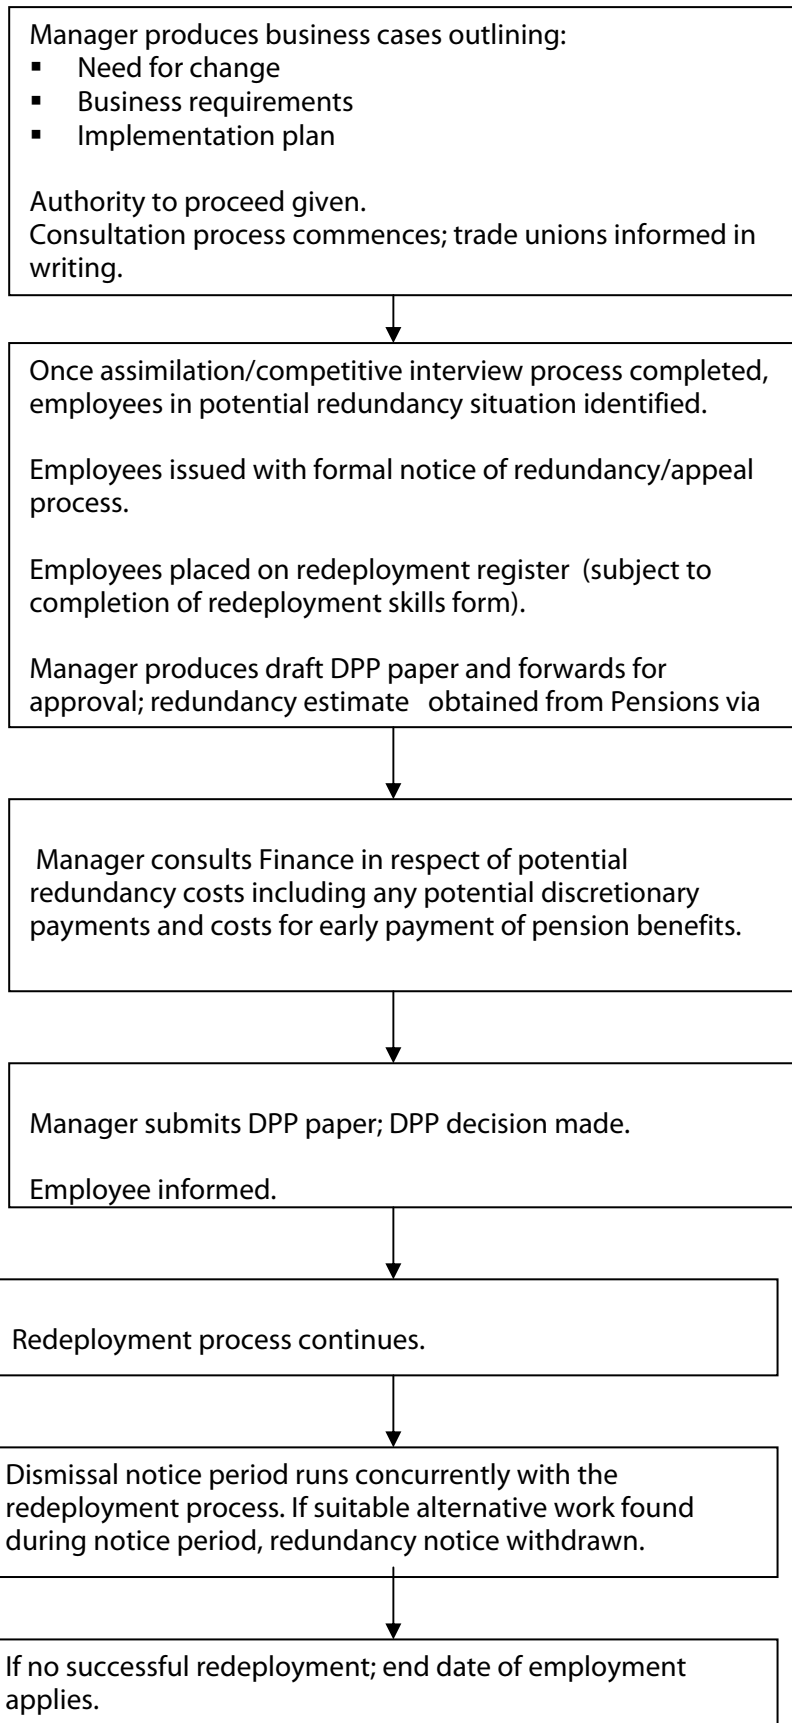 Manager produces business cases outlining:
▪ Need for change
▪ Business requirements
▪ Implementation plan
Authority to proceed given.
Consultation process commences; trade unions informed in
writing.
Once assimilation/competitive interview process completed,
employees in potential redundancy situation identified.
Employees issued with formal notice of redundancy/appeal
process.
Employees placed on redeployment register (subject to
completion of redeployment skills form).
Manager produces draft DPP paper and forwards for
approval; redundancy estimate obtained from Pensions via
Manager consults Finance in respect of potential
redundancy costs including any potential discretionary
payments and costs for early payment of pension benefits.
Manager submits DPP paper; DPP decision made.
Employee informed.
Redeployment process continues.
Dismissal notice period runs concurrently with the
redeployment process. If suitable alternative work found
during notice period, redundancy notice withdrawn.
If no successful redeployment; end date of employment
applies.